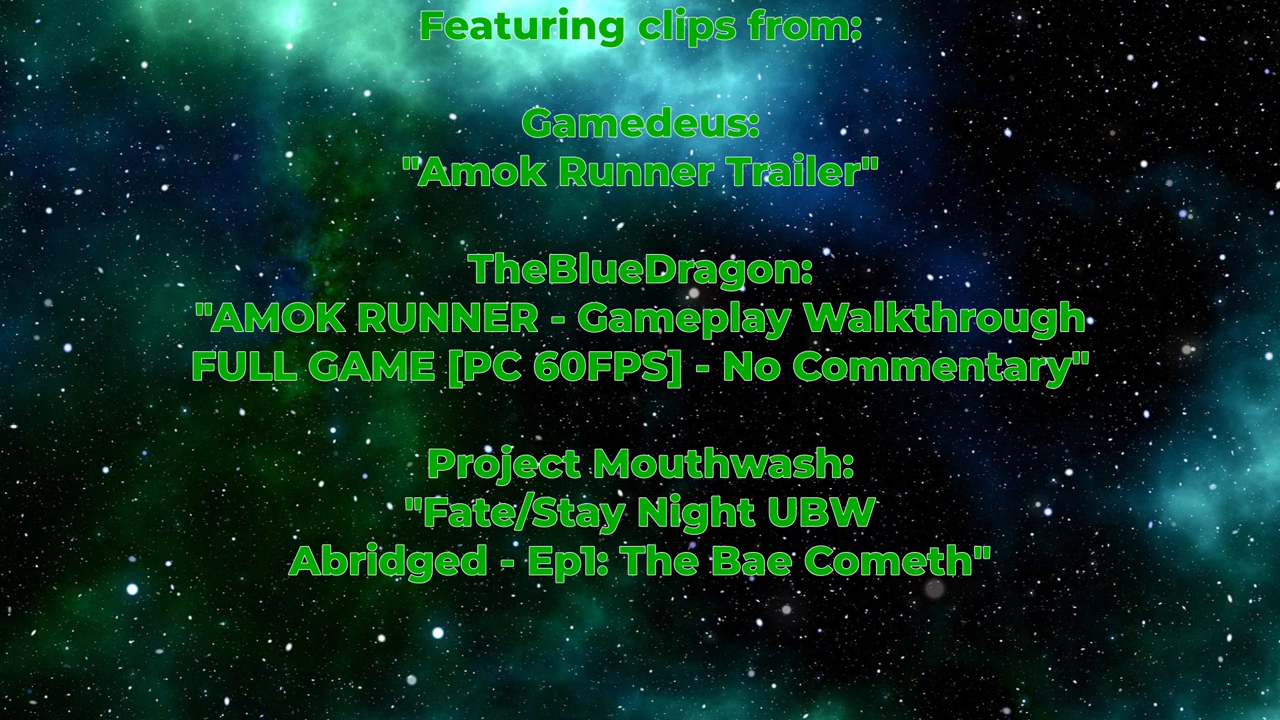 Featuring clips from:
Gamedeus:
"Amok Runner Trailer"
TheBlueDragon:
"AMOK RUNNER - Gameplay Walkthrough
FULL GAME [PC 60FPS] - No Commentary"
Project Mouthwash:
"Fate/Stay Night UBW
Abridged - Ep1: The Bae Cometh"